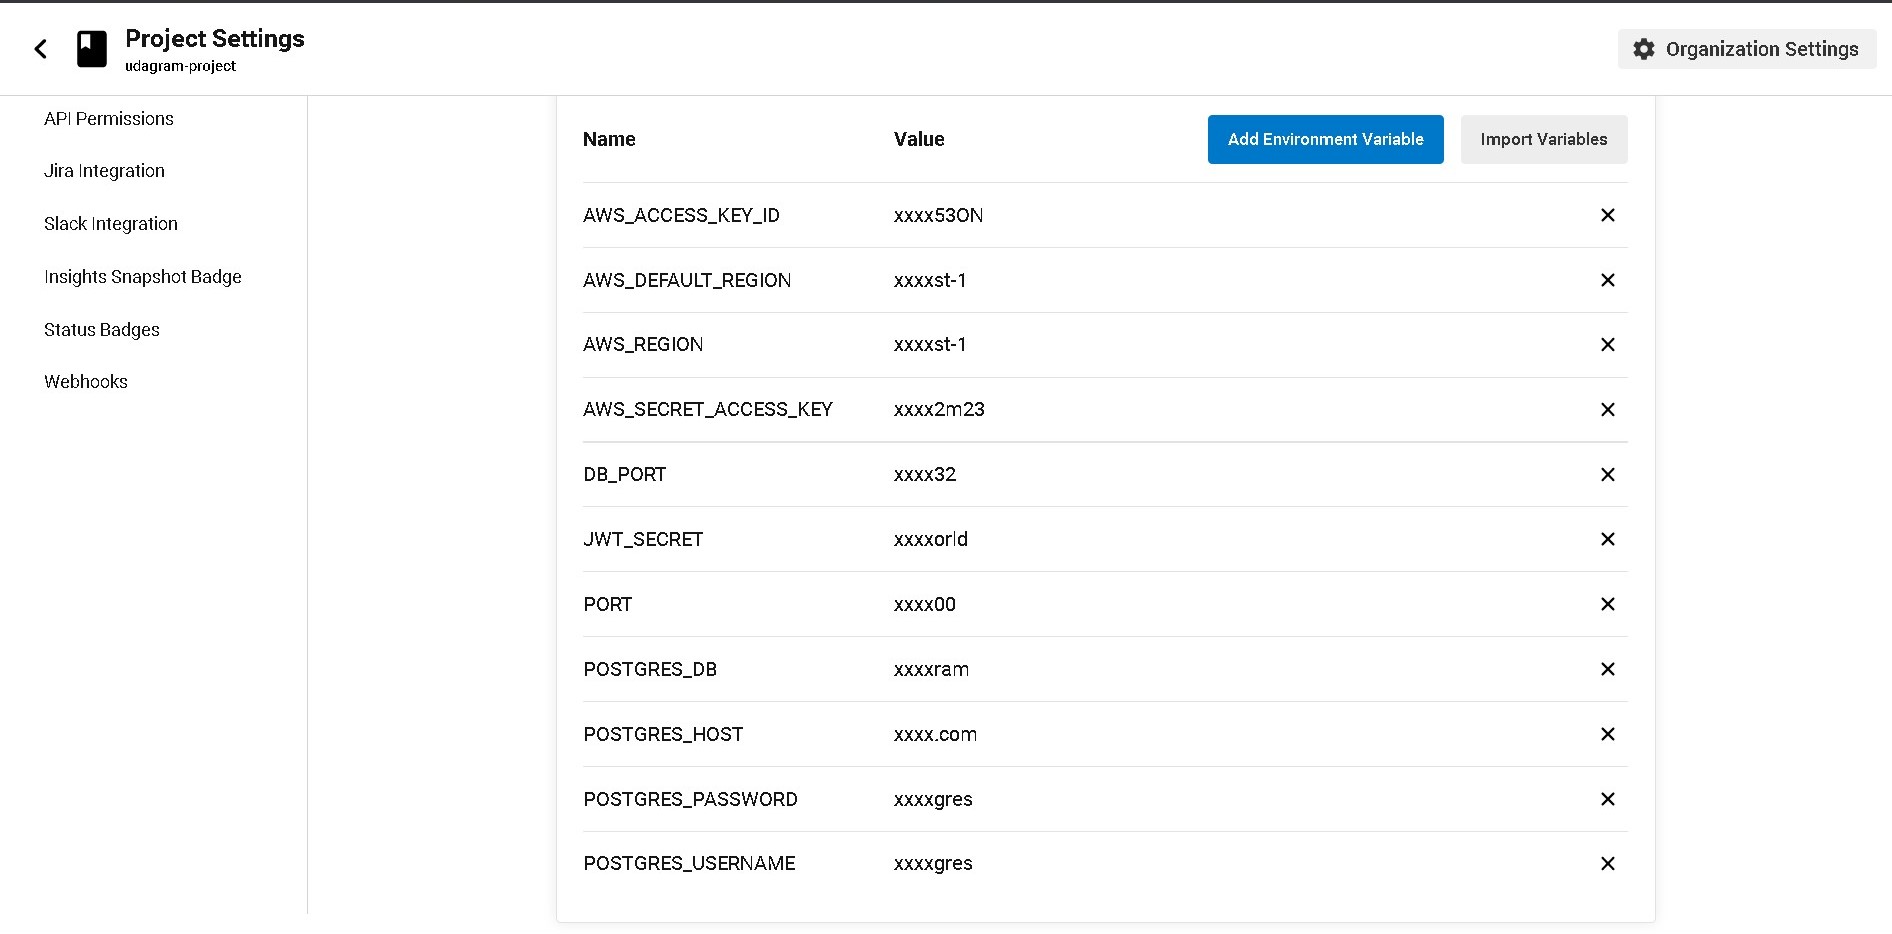 Project Settings
udagram-project
Organization Settings
API Permissions
Jira Integration
Slack Integration
Insights Snapshot Badge
Status Badges
Webhooks
Name Value Add Environment Variable Import Variables
AWS_ACCESS_KEY_ID xxxx53ON
AWS_DEFAULT_REGION xxxxst-1
AWS_REGION xxxxst-1
AWS_SECRET_ACCESS_KEY xxxx2m23
DB_PORT xxxx32
JWT_SECRET xxxxorld
PORT xxxx00
POSTGRES_DB xxxxram
POSTGRES_HOST xxxx.com
POSTGRES_PASSWORD xxxxgres
POSTGRES_USERNAME xxxxgres